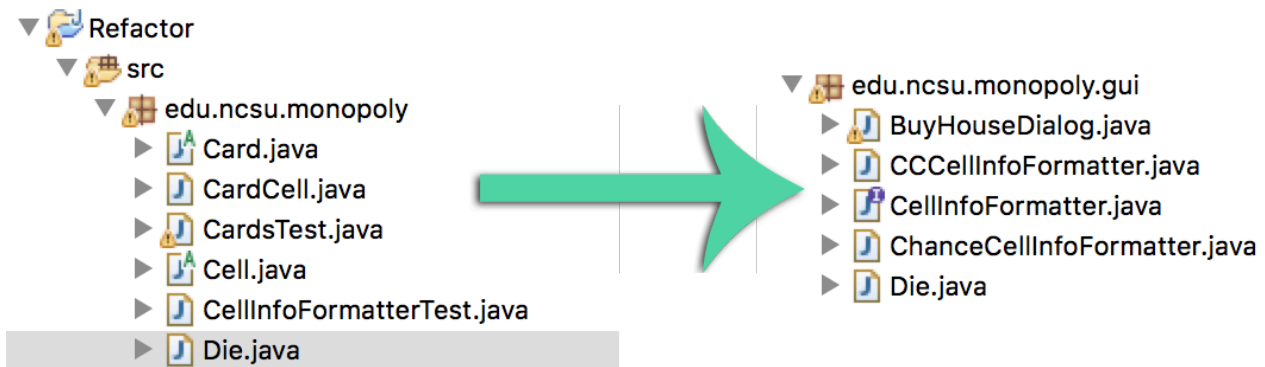 Refactor
src
edu.ncsu.monopoly
Card.java
CardCell.java
CardsTest.java
Cell.java
CellInfoFormatterTest.java
Die.java
edu.ncsu.monopoly.gui
BuyHouseDialog.java
CCCellInfoFormatter.java
CellInfoFormatter.java
ChanceCellInfoFormatter.java
Die.java